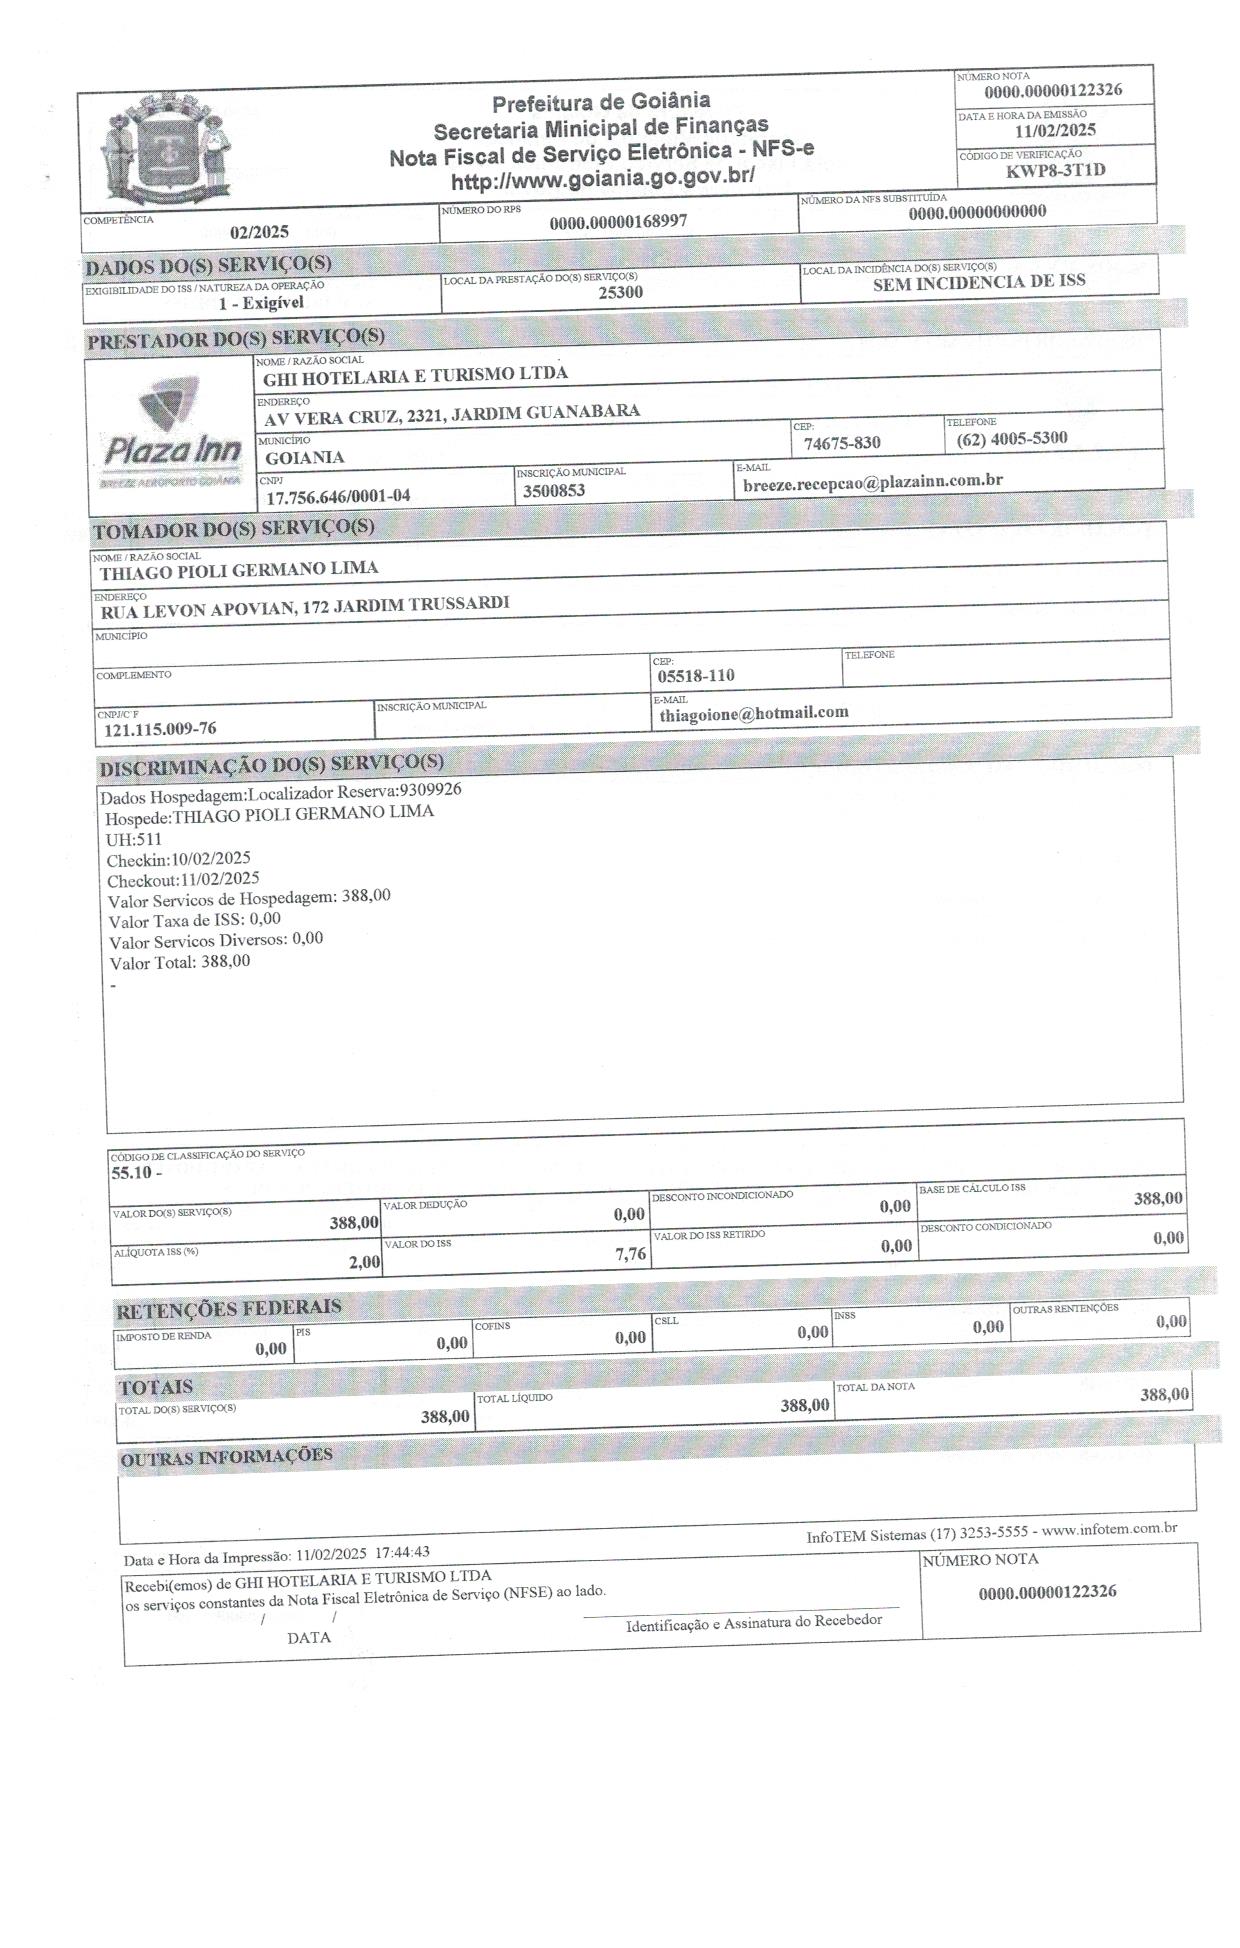 Prefeitura de Goiânia
Secretaria Minicipal de Finanças
Nota Fiscal de Serviço Eletrônica - NFS-e
http://www.goiania.go.gov.br/
NÚMERO NOTA
0000.00000122326
DATA E HORA DA EMISSÃO
11/02/2025
CÓDIGO DE VERIFICAÇÃO
KWP8-3T1D
COMPETÊNCIA
02/2025
NÚMERO DO RPS
0000.00000168997
NÚMERO DA NFS SUBSTITUÍDA
0000.00000000000
DADOS DO(S) SERVIÇO(S)
EXIGIBILIDADE DO ISS / NATUREZA DA OPERAÇÃO
1 - Exigível
LOCAL DA PRESTAÇÃO DO(S) SERVIÇO(S)
25300
LOCAL DA INCIDÊNCIA DO(S) SERVIÇO(S)
SEM INCIDENCIA DE ISS
PRESTADOR DO(S) SERVIÇO(S)
Plaza Inn
BREEZE AEROPORTO GOIÂNIA
NOME / RAZÃO SOCIAL
GHI HOTELARIA E TURISMO LTDA
ENDEREÇO
AV VERA CRUZ, 2321, JARDIM GUANABARA
MUNICÍPIO
GOIANIA
CEP:
74675-830
TELEFONE
(62) 4005-5300
CNPJ
17.756.646/0001-04
INSCRIÇÃO MUNICIPAL
3500853
E-MAIL
breeze.recepcao@plazainn.com.br
TOMADOR DO(S) SERVIÇO(S)
NOME / RAZÃO SOCIAL
THIAGO PIOLI GERMANO LIMA
ENDEREÇO
RUA LEVON APOVIAN, 172 JARDIM TRUSSARDI
MUNICÍPIO
COMPLEMENTO
CEP:
05518-110
TELEFONE
CNPJ/C F
121.115.009-76
INSCRIÇÃO MUNICIPAL
E-MAIL
thiagoione@hotmail.com
DISCRIMINAÇÃO DO(S) SERVIÇO(S)
Dados Hospedagem:Localizador Reserva:9309926
Hospede:THIAGO PIOLI GERMANO LIMA
UH:511
Checkin:10/02/2025
Checkout:11/02/2025
Valor Servicos de Hospedagem: 388,00
Valor Taxa de ISS: 0,00
Valor Servicos Diversos: 0,00
Valor Total: 388,00
-
CÓDIGO DE CLASSIFICAÇÃO DO SERVIÇO
55.10 -
VALOR DO(S) SERVIÇO(S)
388,00
VALOR DEDUÇÃO
0,00
DESCONTO INCONDICIONADO
0,00
BASE DE CÁLCULO ISS
388,00
ALÍQUOTA ISS (%)
2,00
VALOR DO ISS
7,76
VALOR DO ISS RETIRDO
0,00
DESCONTO CONDICIONADO
0,00
RETENÇÕES FEDERAIS
IMPOSTO DE RENDA
0,00
PIS
0,00
COFINS
0,00
CSLL
0,00
INSS
0,00
OUTRAS RENTENÇÕES
0,00
TOTAIS
TOTAL DO(S) SERVIÇO(S)
388,00
TOTAL LÍQUIDO
388,00
TOTAL DA NOTA
388,00
OUTRAS INFORMAÇÕES
Data e Hora da Impressão: 11/02/2025 17:44:43
InfoTEM Sistemas (17) 3253-5555 - www.infotem.com.br
Recebi(emos) de GHI HOTELARIA E TURISMO LTDA
os serviços constantes da Nota Fiscal Eletrônica de Serviço (NFSE) ao lado.
/ /
DATA
Identificação e Assinatura do Recebedor
NÚMERO NOTA
0000.00000122326